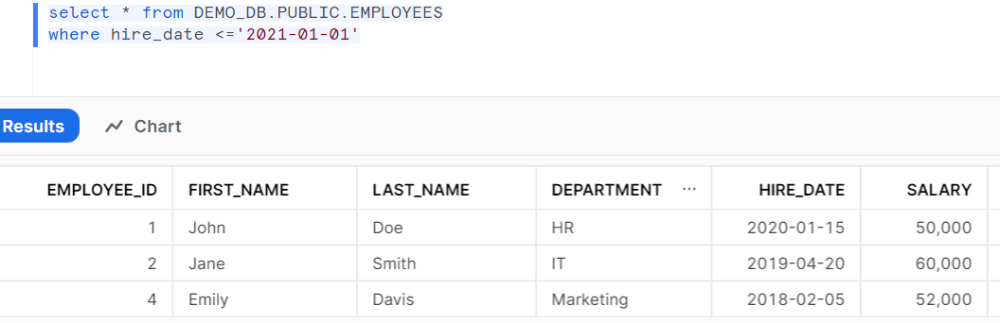 select * from DEMO_DB.PUBLIC.EMPLOYEES
where hire_date <='2021-01-01'
Results Chart
EMPLOYEE_ID FIRST_NAME LAST_NAME DEPARTMENT ... HIRE_DATE SALARY
1 John Doe HR 2020-01-15 50,000
2 Jane Smith IT 2019-04-20 60,000
4 Emily Davis Marketing 2018-02-05 52,000